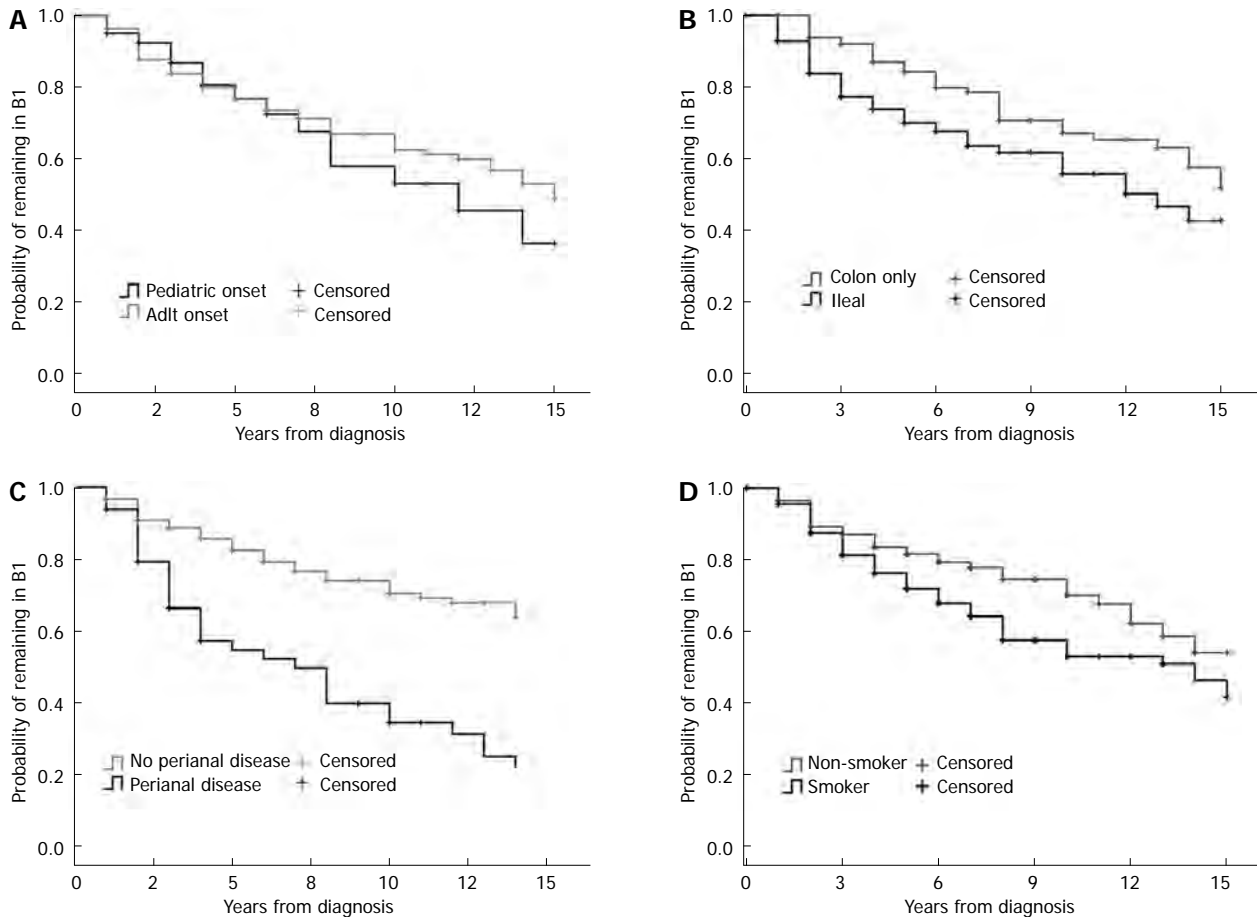 A
Probability of remaining in B1
1.0
0.8
0.6
0.4
0.2
0.0
Pediatric onset Censored
Adlt onset Censored
0 2 5 8 10 12 15
Years from diagnosis
B
Probability of remaining in B1
1.0
0.8
0.6
0.4
0.2
0.0
Colon only Censored
Ileal Censored
0 3 6 9 12 15
Years from diagnosis
C
Probability of remaining in B1
1.0
0.8
0.6
0.4
0.2
0.0
No perianal disease Censored
Perianal disease Censored
0 2 5 8 10 12 15
Years from diagnosis
D
Probability of remaining in B1
1.0
0.8
0.6
0.4
0.2
0.0
Non-smoker Censored
Smoker Censored
0 3 6 9 12 15
Years from diagnosis